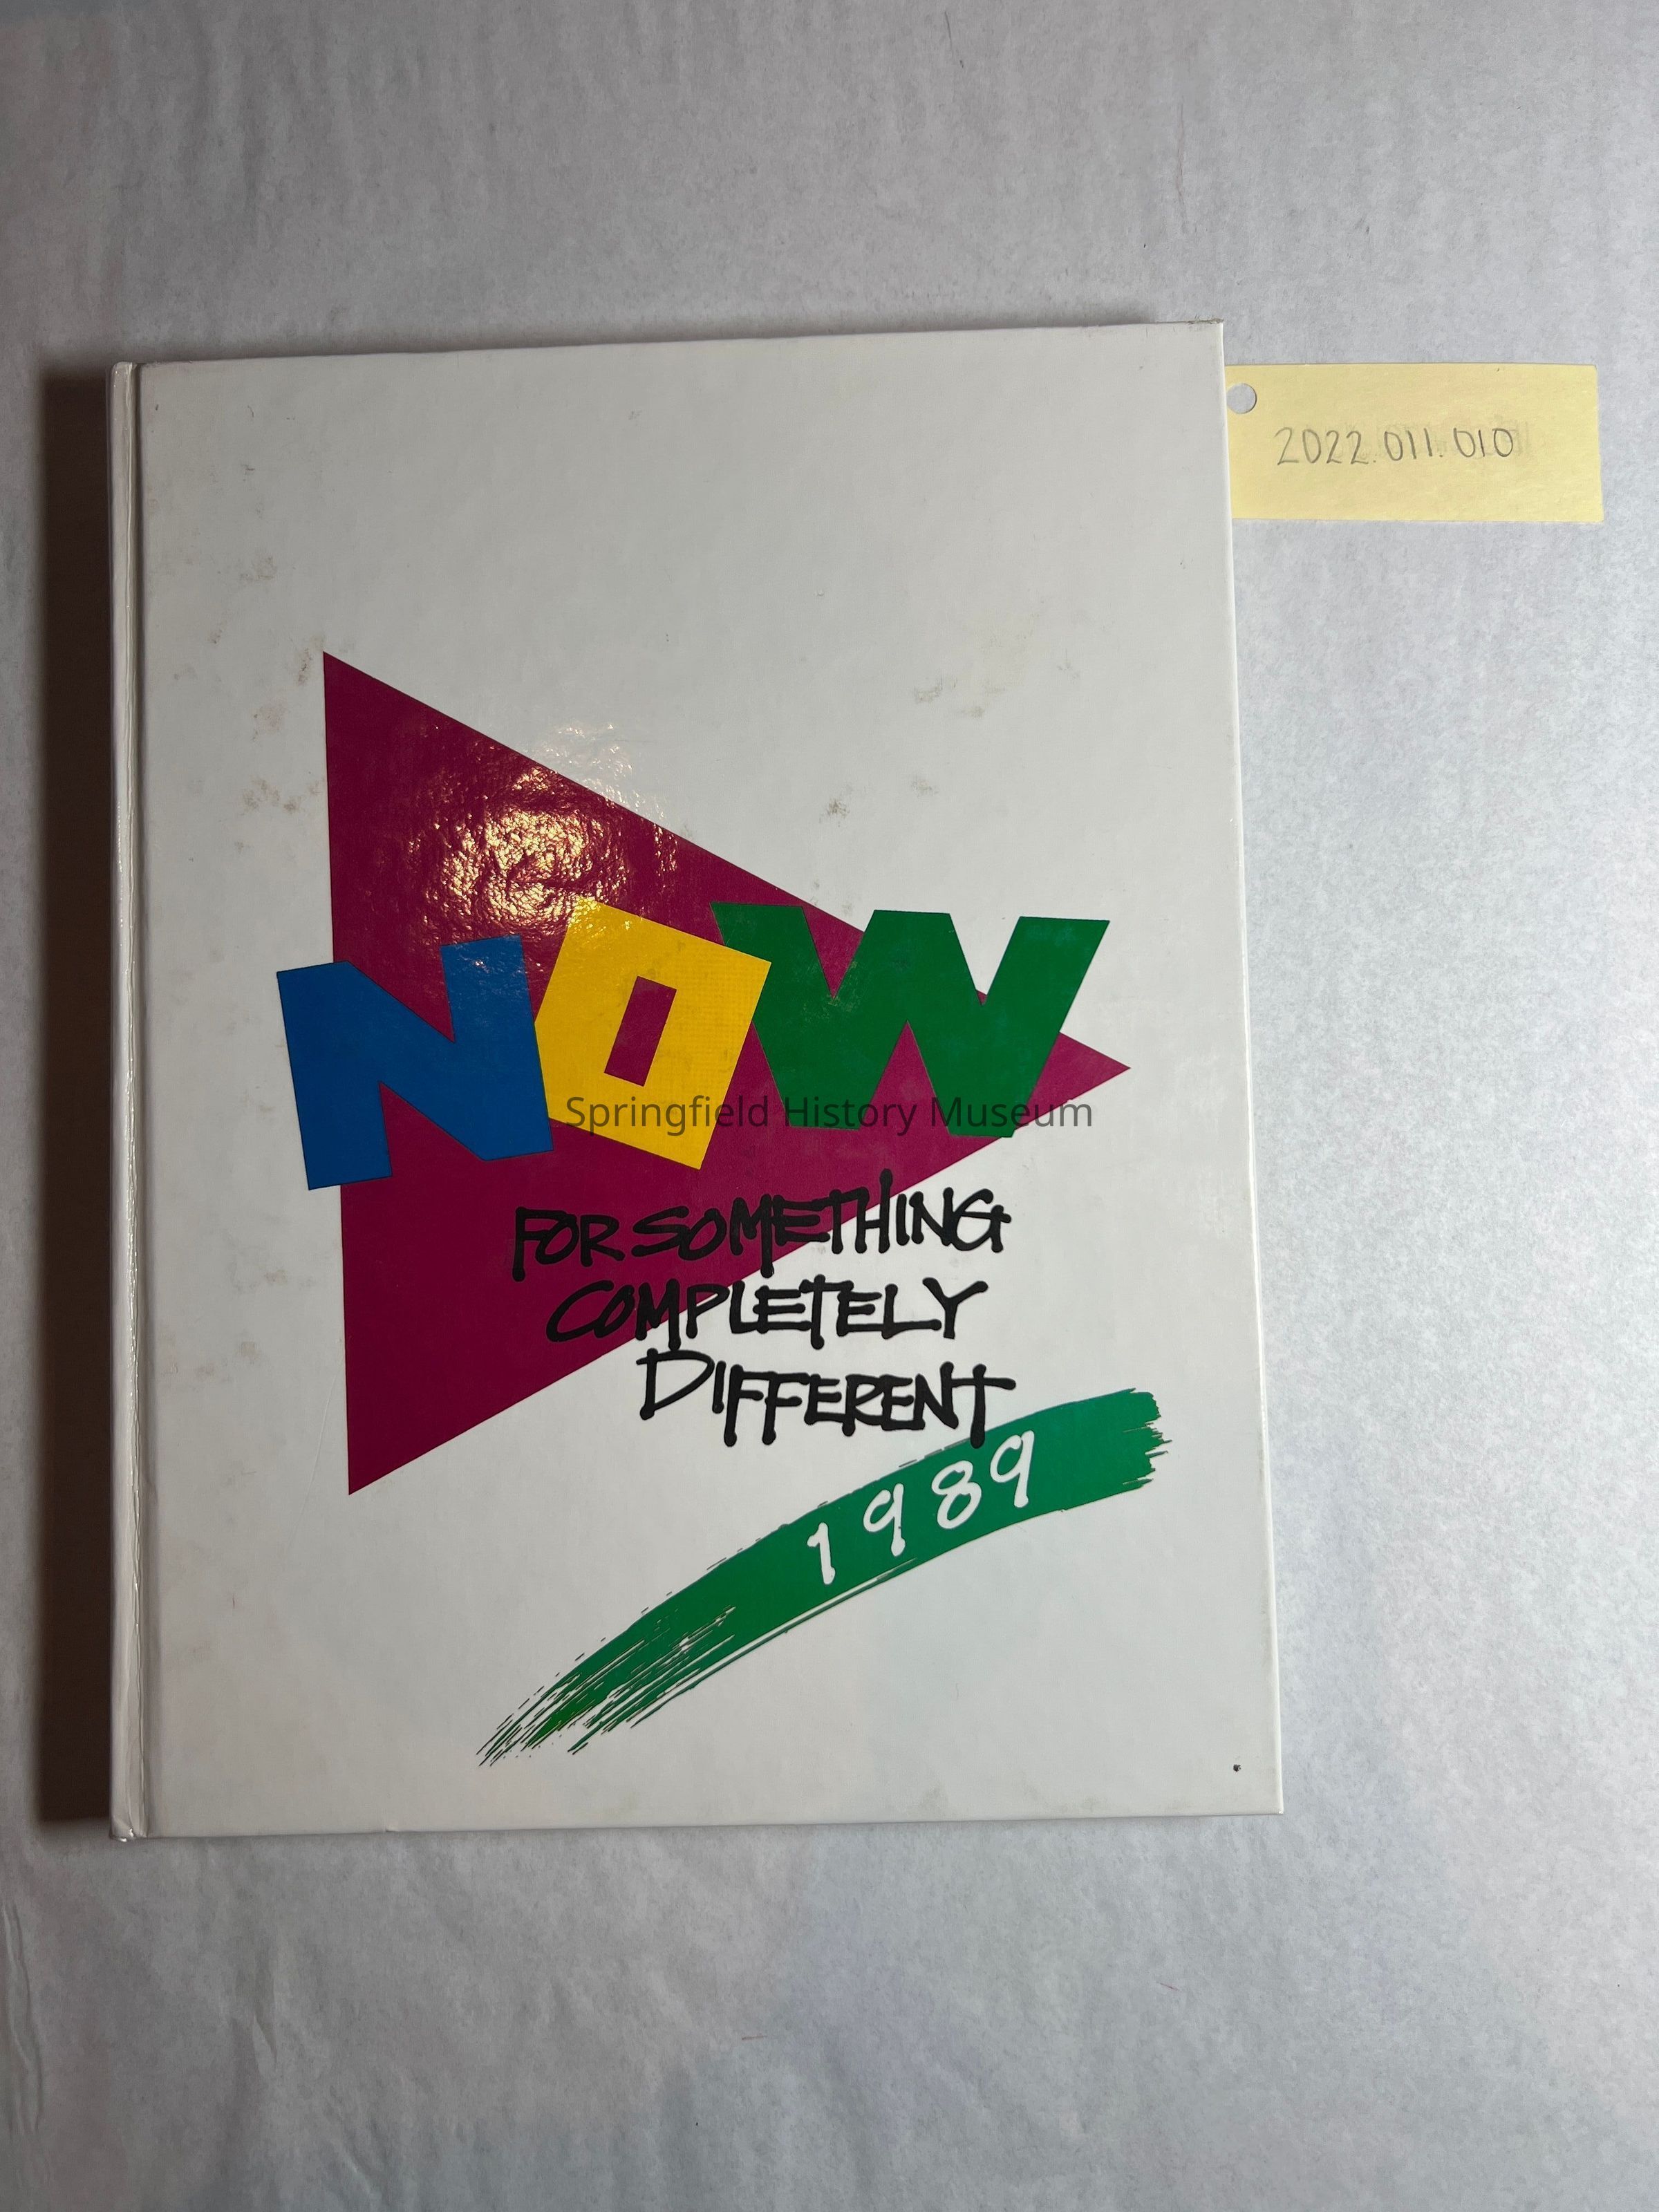 2022.011.010
NOW
Springfield History Museum
FOR SOMETHING
COMPLETELY
DIFFERENT
1989